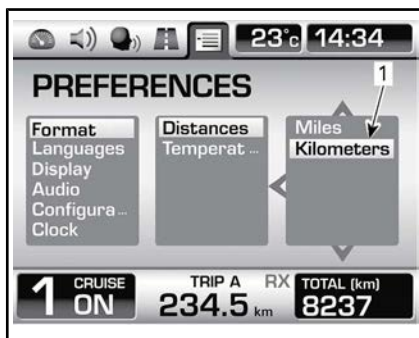 23°c 14:34
PREFERENCES
1
Format Distances Miles
Languages Temperat ... Kilometers
Display
Audio
Configura ...
Clock
1 CRUISE ON TRIP A 234.5 km RX TOTAL (km) 8237